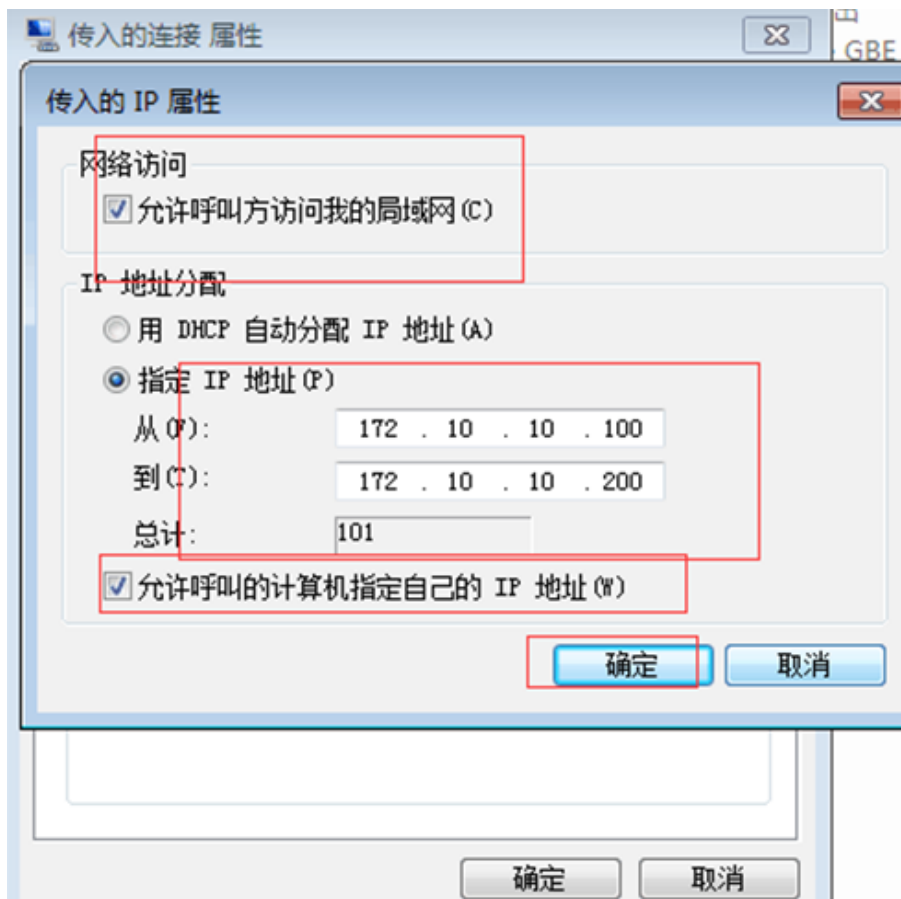 传入的连接 属性
GBE
传入的 IP 属性
网络访问
允许呼叫方访问我的局域网(C)
IP 地址分配
用 DHCP 自动分配 IP 地址(A)
指定 IP 地址(P)
从(F): 172 . 10 . 10 . 100
到(T): 172 . 10 . 10 . 200
总计: 101
允许呼叫的计算机指定自己的 IP 地址(W)
确定 取消
确定 取消